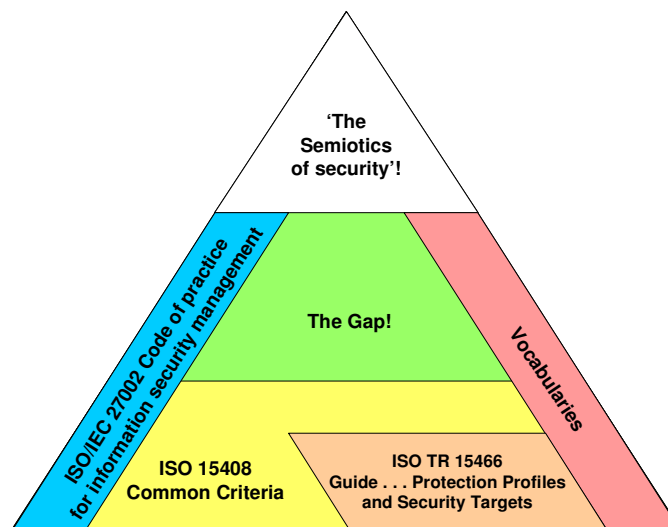 ‘The
Semiotics
of security’!
ISO/IEC 27002 Code of practice
for information security management
The Gap!
Vocabularies
ISO 15408
Common Criteria
ISO TR 15466
Guide . . . Protection Profiles
and Security Targets